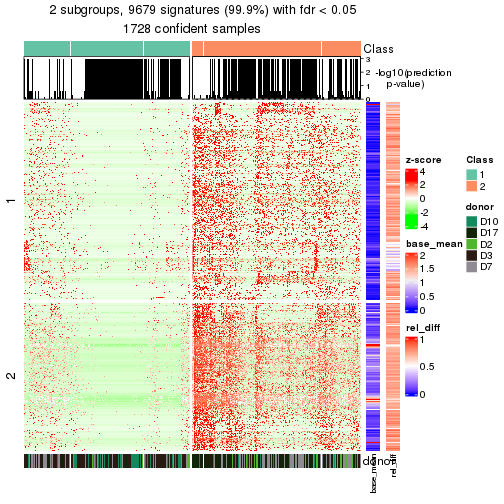 2 subgroups, 9679 signatures (99.9%) with fdr < 0.05
1728 confident samples
Class
3
2
1
0
-log10(prediction
p-value)
1
2
z-score
4
2
0
-2
-4
base_mean
2
1.5
1
0.5
0
rel_diff
1
0.5
0
Class
1
2
donor
D10
D17
D2
D3
D7
donor
base_mean
rel_diff